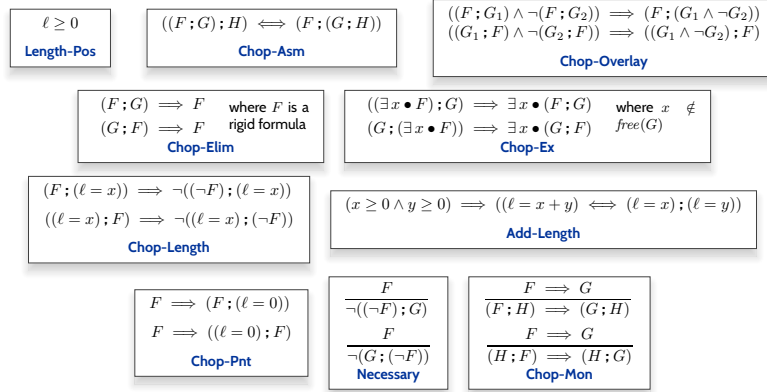 ℓ ≥ 0
Length-Pos
((F ; G) ; H) ⟺ (F ; (G ; H))
Chop-Asm
((F ; G₁) ∧ ¬(F ; G₂)) ⟹ (F ; (G₁ ∧ ¬G₂))
((G₁ ; F) ∧ ¬(G₂ ; F)) ⟹ ((G₁ ∧ ¬G₂) ; F)
Chop-Overlay
(F ; G) ⟹ F where F is a
(G ; F) ⟹ F rigid formula
Chop-Elim
((∃ x • F) ; G) ⟹ ∃ x • (F ; G) where x ∉
(G ; (∃ x • F)) ⟹ ∃ x • (G ; F) free(G)
Chop-Ex
(F ; (ℓ = x)) ⟹ ¬((¬F) ; (ℓ = x))
((ℓ = x) ; F) ⟹ ¬((ℓ = x) ; (¬F))
Chop-Length
(x ≥ 0 ∧ y ≥ 0) ⟹ ((ℓ = x + y) ⟺ (ℓ = x) ; (ℓ = y))
Add-Length
F ⟹ (F ; (ℓ = 0))
F ⟹ ((ℓ = 0) ; F)
Chop-Pnt
F
¬((¬F) ; G)
F
¬(G ; (¬F))
Necessary
F ⟹ G
(F ; H) ⟹ (G ; H)
F ⟹ G
(H ; F) ⟹ (H ; G)
Chop-Mon